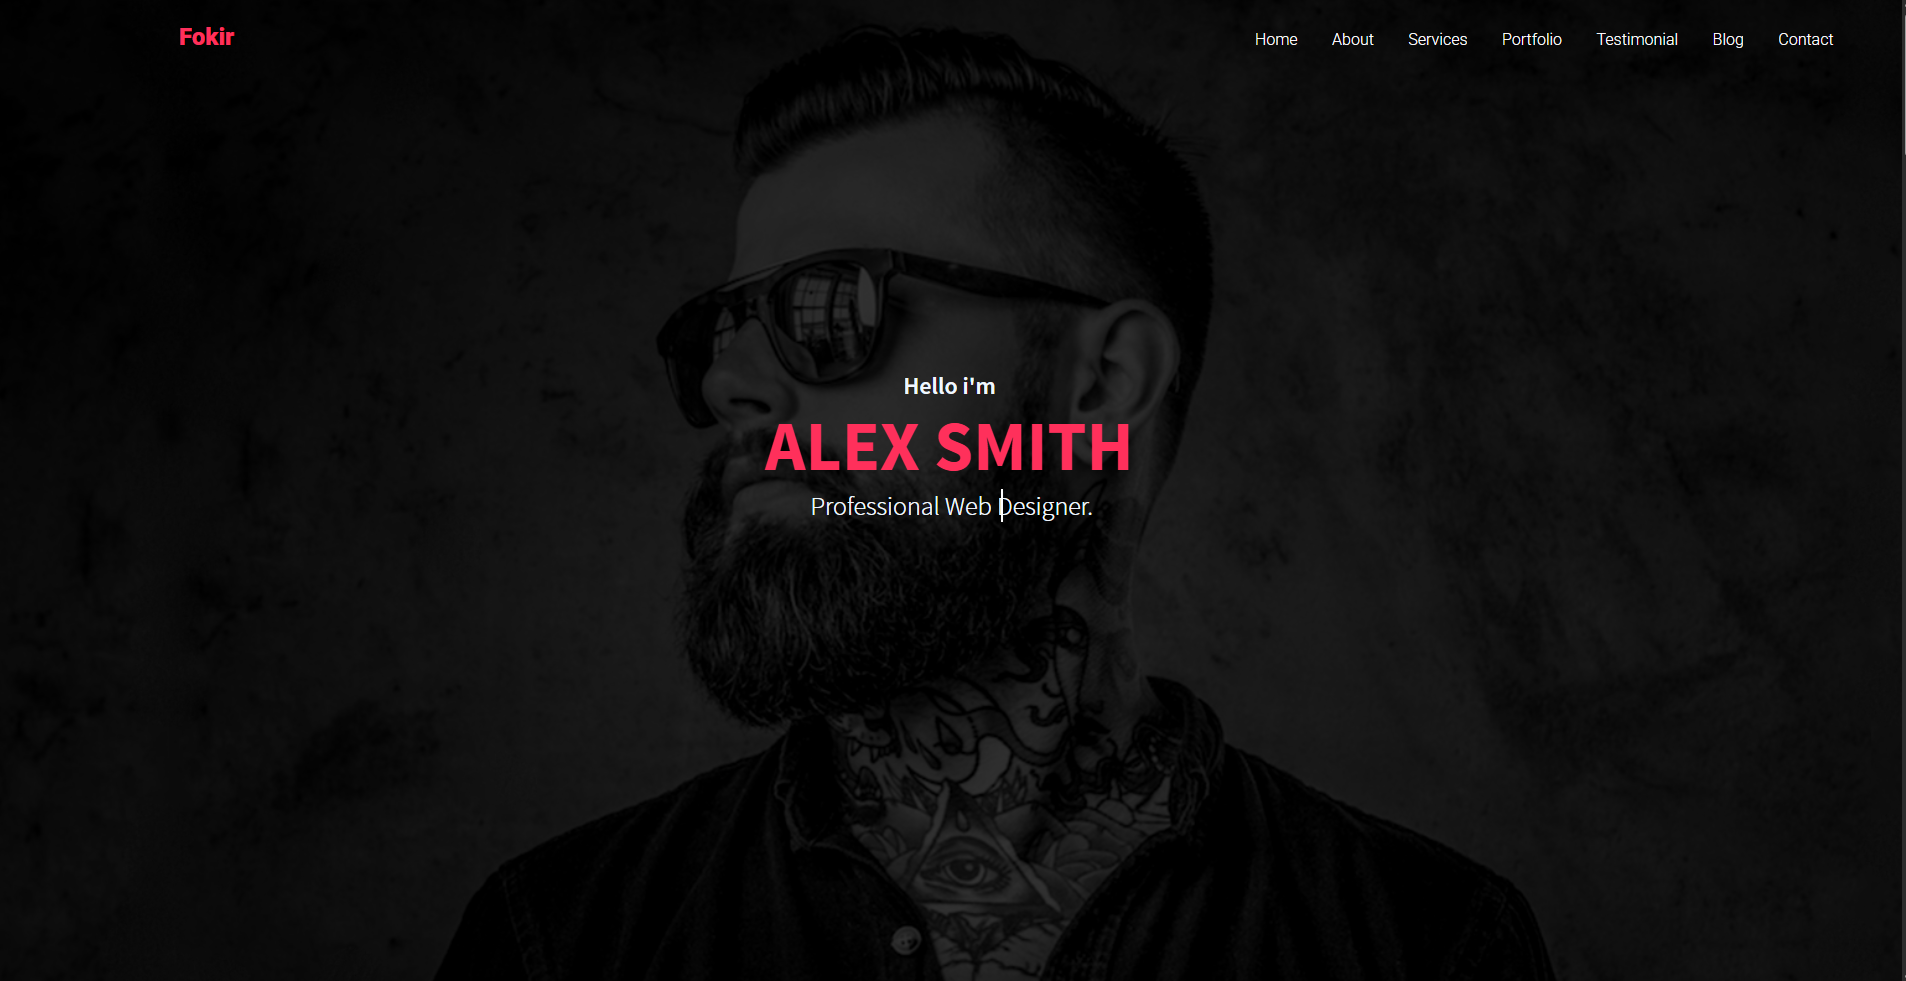 Fokir
Home About Services Portfolio Testimonial Blog Contact
Hello i'm
ALEX SMITH
Professional Web Designer.